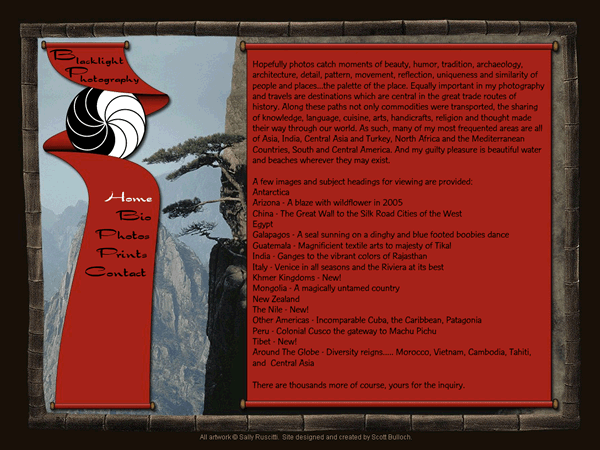 Blacklight
Photography
Home
Bio
Photos
Prints
Contact
Hopefully photos catch moments of beauty, humor, tradition, archaeology,
architecture, detail, pattern, movement, reflection, uniqueness and similarity of
people and places...the palette of the place. Equally important in my photography
and travels are destinations which are central in the great trade routes of
history. Along these paths not only commodities were transported, the sharing
of knowledge, language, cuisine, arts, handicrafts, religion and thought made
their way through our world. As such, many of my most frequented areas are all
of Asia, India, Central Asia and Turkey, North Africa and the Mediterranean
Countries, South and Central America. And my guilty pleasure is beautiful water
and beaches wherever they may exist.
A few images and subject headings for viewing are provided:
Antarctica
Arizona - A blaze with wildflower in 2005
China - The Great Wall to the Silk Road Cities of the West
Egypt
Galapagos - A seal sunning on a dinghy and blue footed boobies dance
Guatemala - Magnificient textile arts to majesty of Tikal
India - Ganges to the vibrant colors of Rajasthan
Italy - Venice in all seasons and the Riviera at its best
Khmer Kingdoms - New!
Mongolia - A magically untamed country
New Zealand
The Nile - New!
Other Americas - Incomparable Cuba, the Caribbean, Patagonia
Peru - Colonial Cusco the gateway to Machu Pichu
Tibet - New!
Around The Globe - Diversity reigns..... Morocco, Vietnam, Cambodia, Tahiti,
and Central Asia
There are thousands more of course, yours for the inquiry.
All artwork © Sally Ruscitti. Site designed and created by Scott Bulloch.